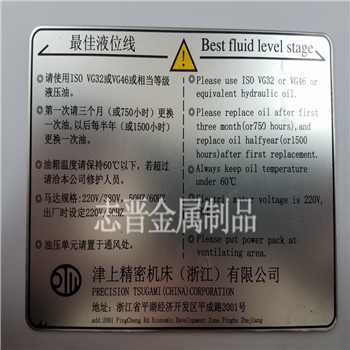 最佳液位线
Best fluid level stage
请使用ISO VG32或VG46或相当等级
液压油。
第一次请三个月（或750小时）更换
一次油，以后每半年（或1500小时）
更换一次油。
油箱温度请保持60℃以下，若超过
请洽本公司修护人员。
马达规格：220V/380V，50HZ/60HZ
出厂时设定220V/50HZ
油压单元请置于通风处。
Please use ISO VG32 or VG46 or
equivalent hydraulic oil.
Please replace oil after first
three month(or759 hours), and
replace oil halfyear(or1500
hours)after first replacement.
Always keep oil temperature
under 60℃
motor voltage is 220V,
Please put power pack at
ventilating area.
志普金属制品
津上精密机床（浙江）有限公司
PRECISION TSUGAMI(CHINA)CORPORATION
地址：浙江省平湖经济开发区平成路2001号
add:2001 PingCheng Rd.Economic.Development Zone Pinghu Zhejiang